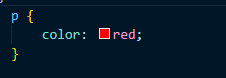 p {
    color: red;
}